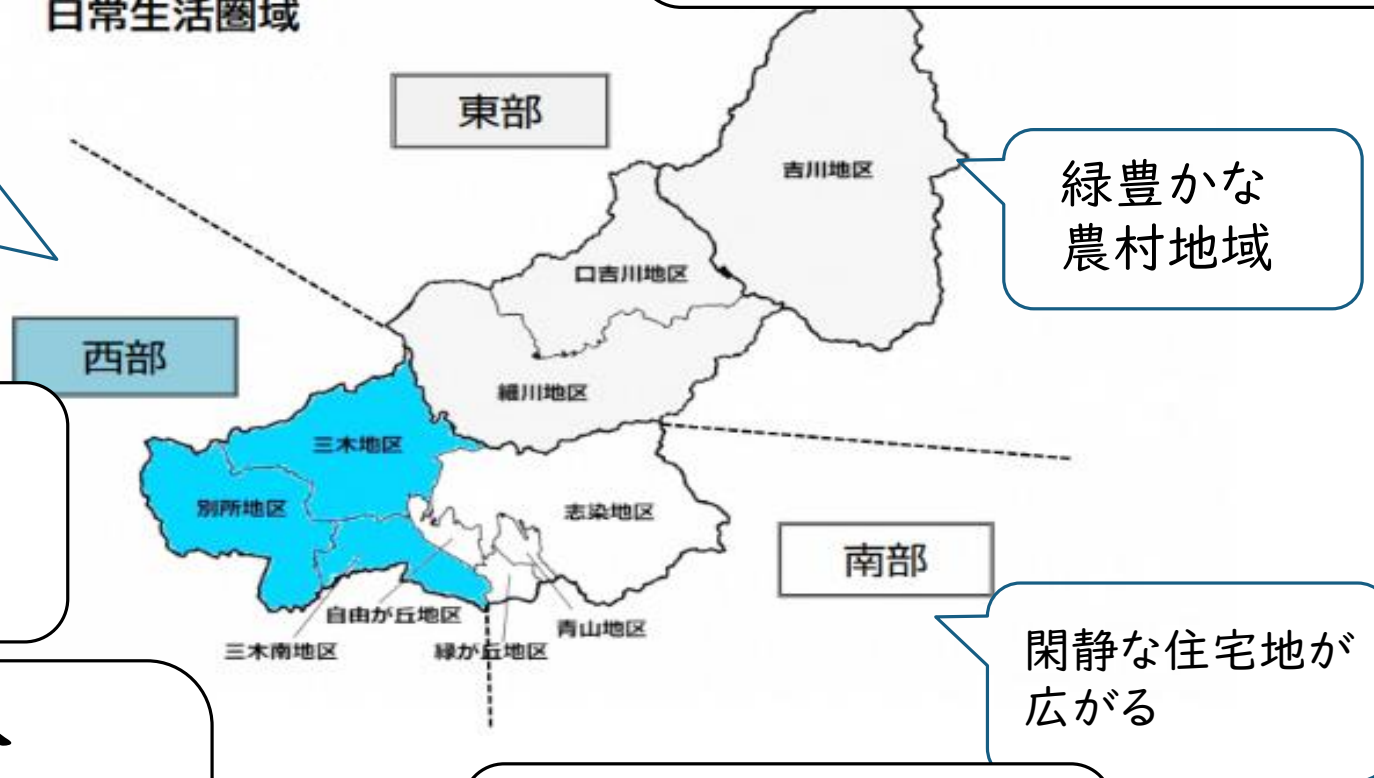 日常生活圏域
東部
吉川地区
緑豊かな
農村地域
口吉川地区
西部
細川地区
三木地区
別所地区
志染地区
南部
自由が丘地区
青山地区
三木南地区
緑が丘地区
閑静な住宅地が
広がる